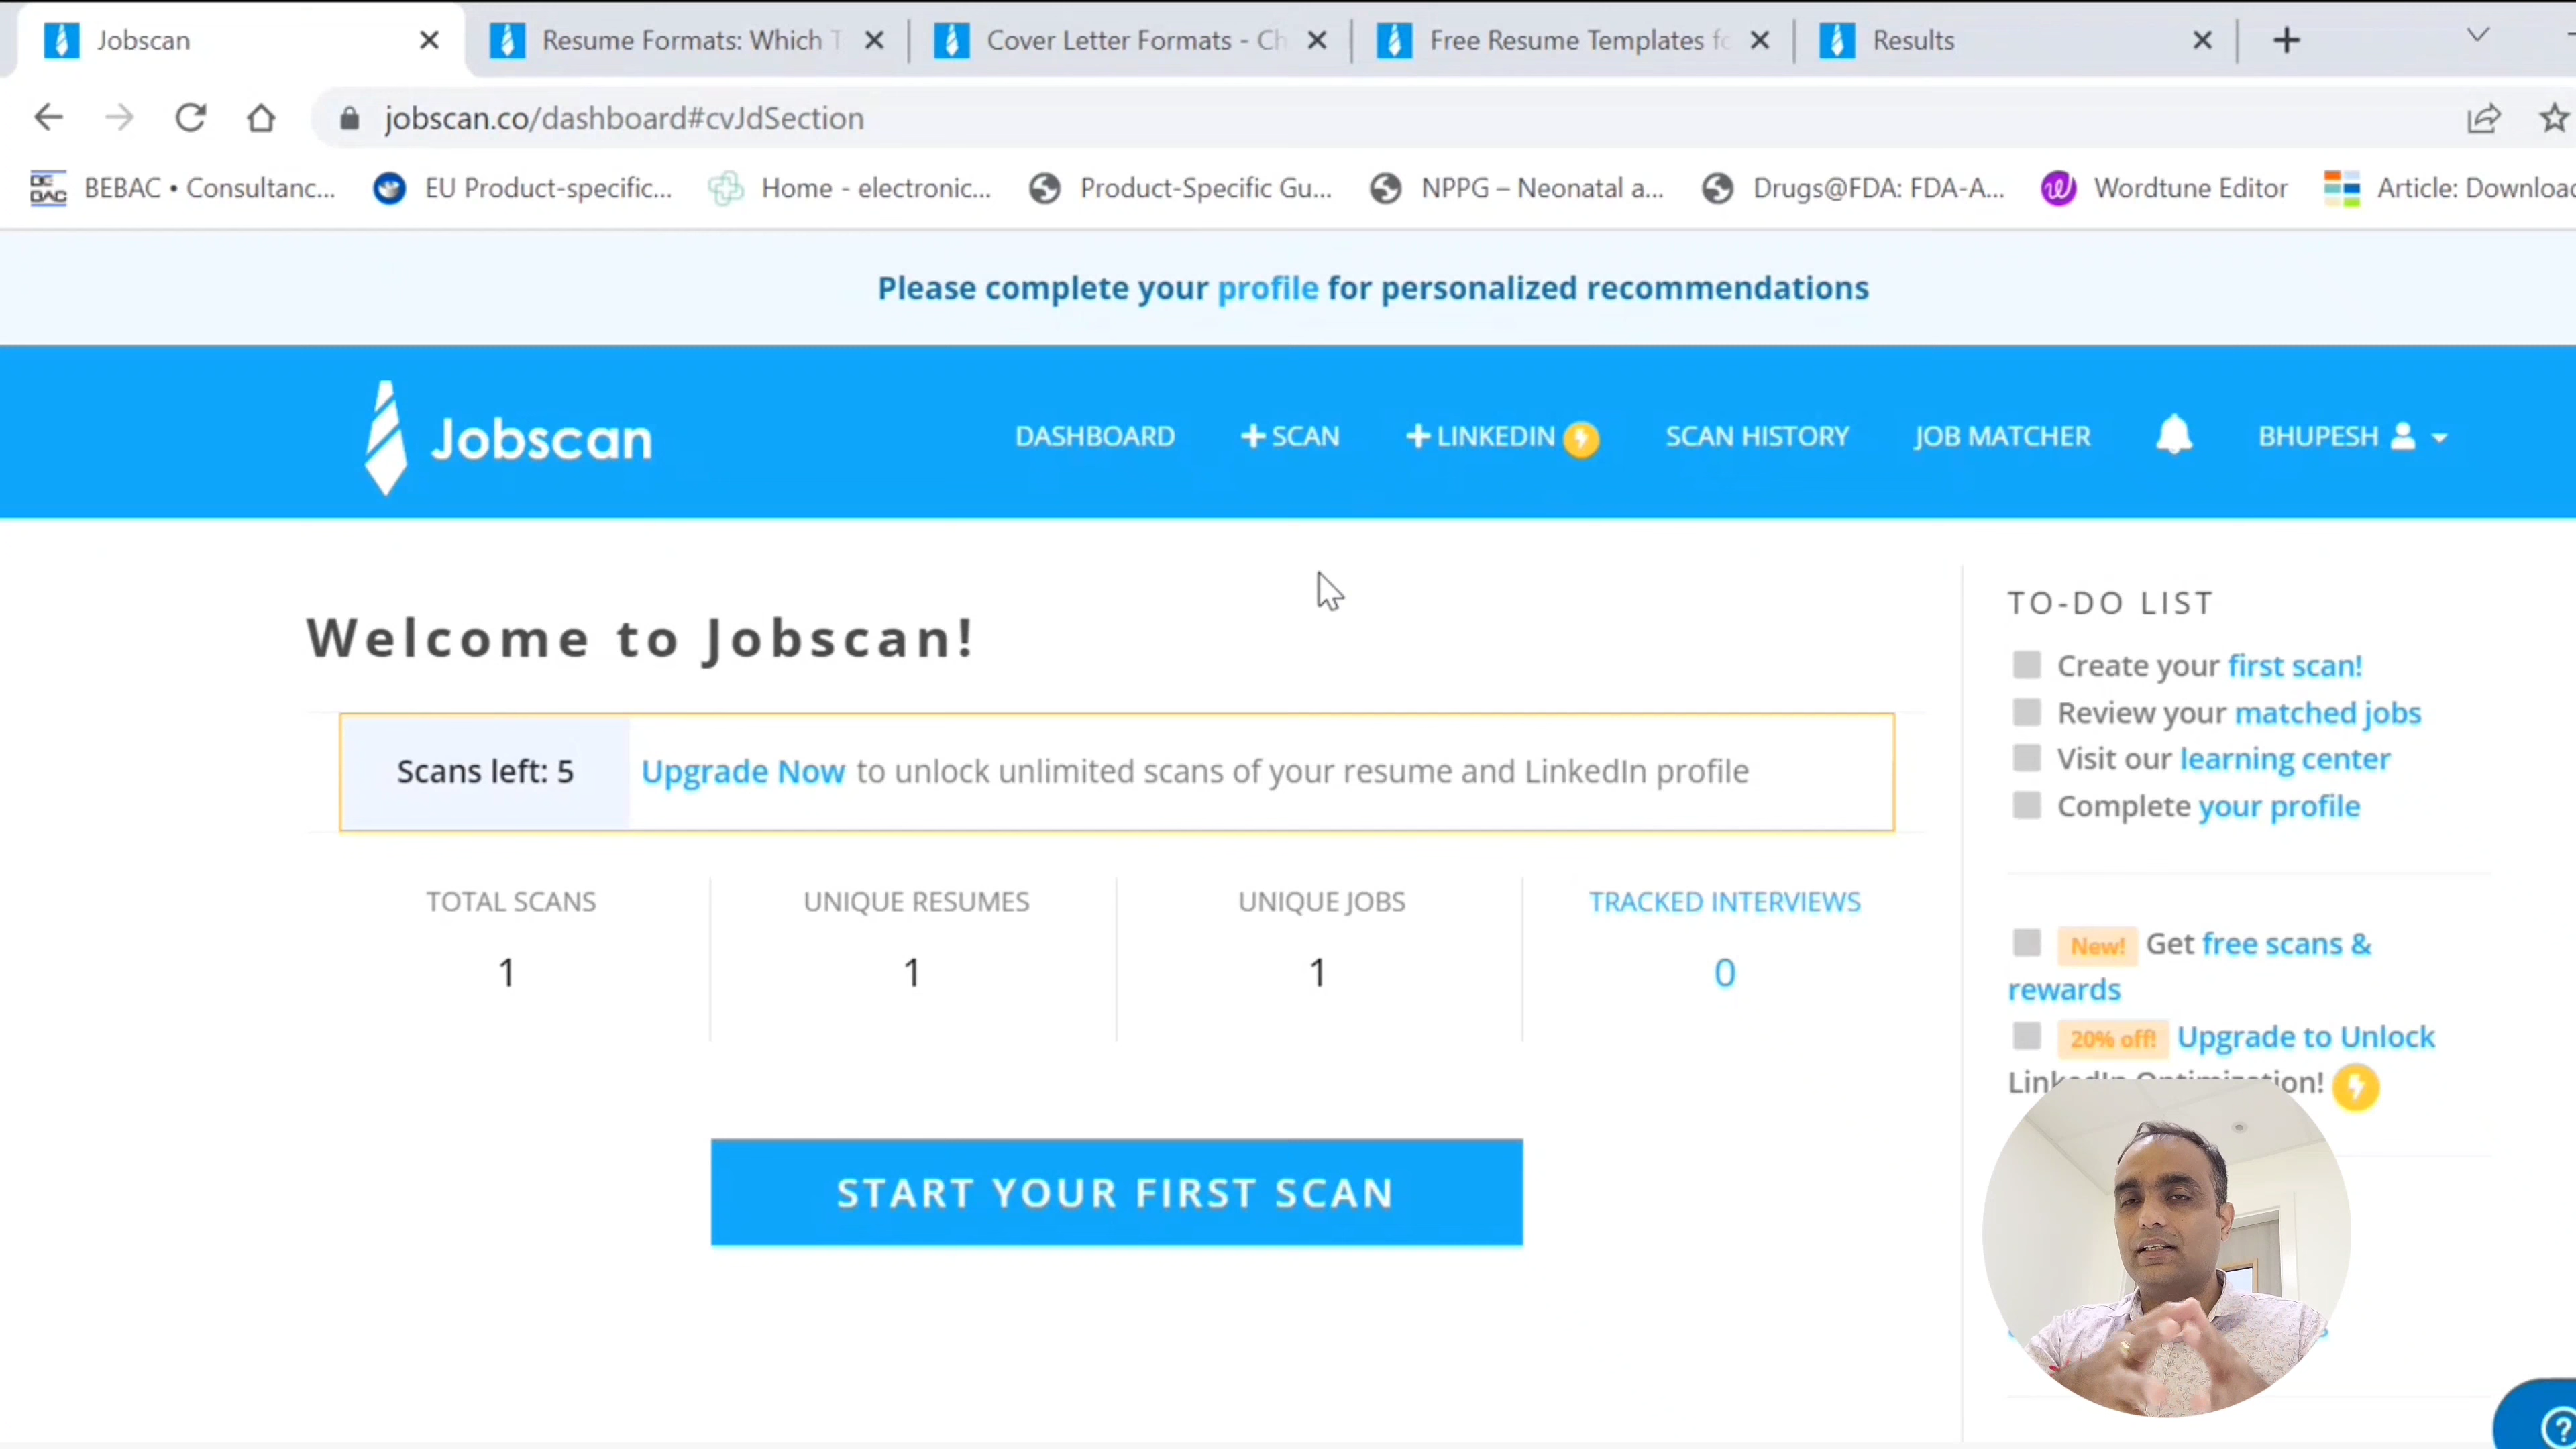 Jobscan
Resume Formats: Which T
Cover Letter Formats - Ch
Free Resume Templates fo
Results
jobscan.co/dashboard#cvJdSection
BEBAC • Consultanc...
EU Product-specific...
Home - electronic...
Product-Specific Gu...
NPPG – Neonatal a...
Drugs@FDA: FDA-A...
Wordtune Editor
Article: Downloac
Please complete your profile for personalized recommendations
Jobscan
DASHBOARD
+SCAN
+LINKEDIN
SCAN HISTORY
JOB MATCHER
BHUPESH
Welcome to Jobscan!
Scans left: 5
Upgrade Now to unlock unlimited scans of your resume and LinkedIn profile
TOTAL SCANS
1
UNIQUE RESUMES
1
UNIQUE JOBS
1
TRACKED INTERVIEWS
0
START YOUR FIRST SCAN
TO-DO LIST
Create your first scan!
Review your matched jobs
Visit our learning center
Complete your profile
New! Get free scans &
rewards
20% off! Upgrade to Unlock
LinkedIn Optimization!